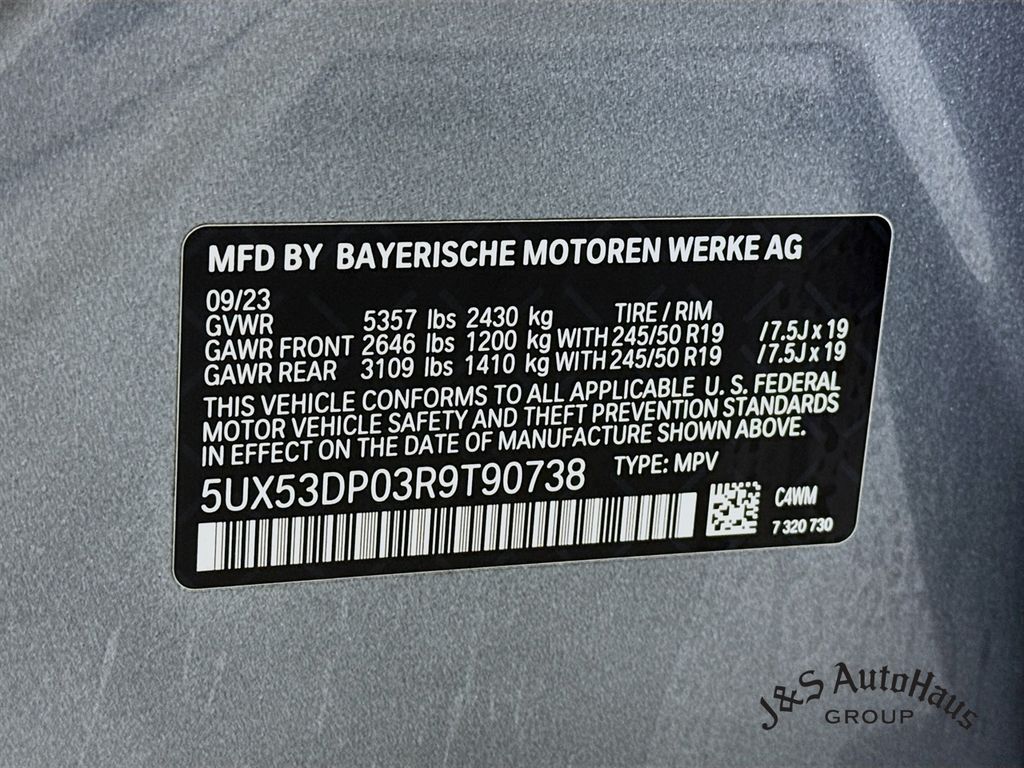 MFD BY BAYERISCHE MOTOREN WERKE AG
09/23
GVWR 5357 lbs 2430 kg TIRE / RIM
GAWR FRONT 2646 lbs 1200 kg WITH 245/50 R19 /7.5J x 19
GAWR REAR 3109 lbs 1410 kg WITH 245/50 R19 /7.5J x 19
THIS VEHICLE CONFORMS TO ALL APPLICABLE U. S. FEDERAL
MOTOR VEHICLE SAFETY AND THEFT PREVENTION STANDARDS
IN EFFECT ON THE DATE OF MANUFACTURE SHOWN ABOVE.
5UX53DP03R9T90738 TYPE: MPV
C4WM
7 320 730
J&S AutoHaus
GROUP